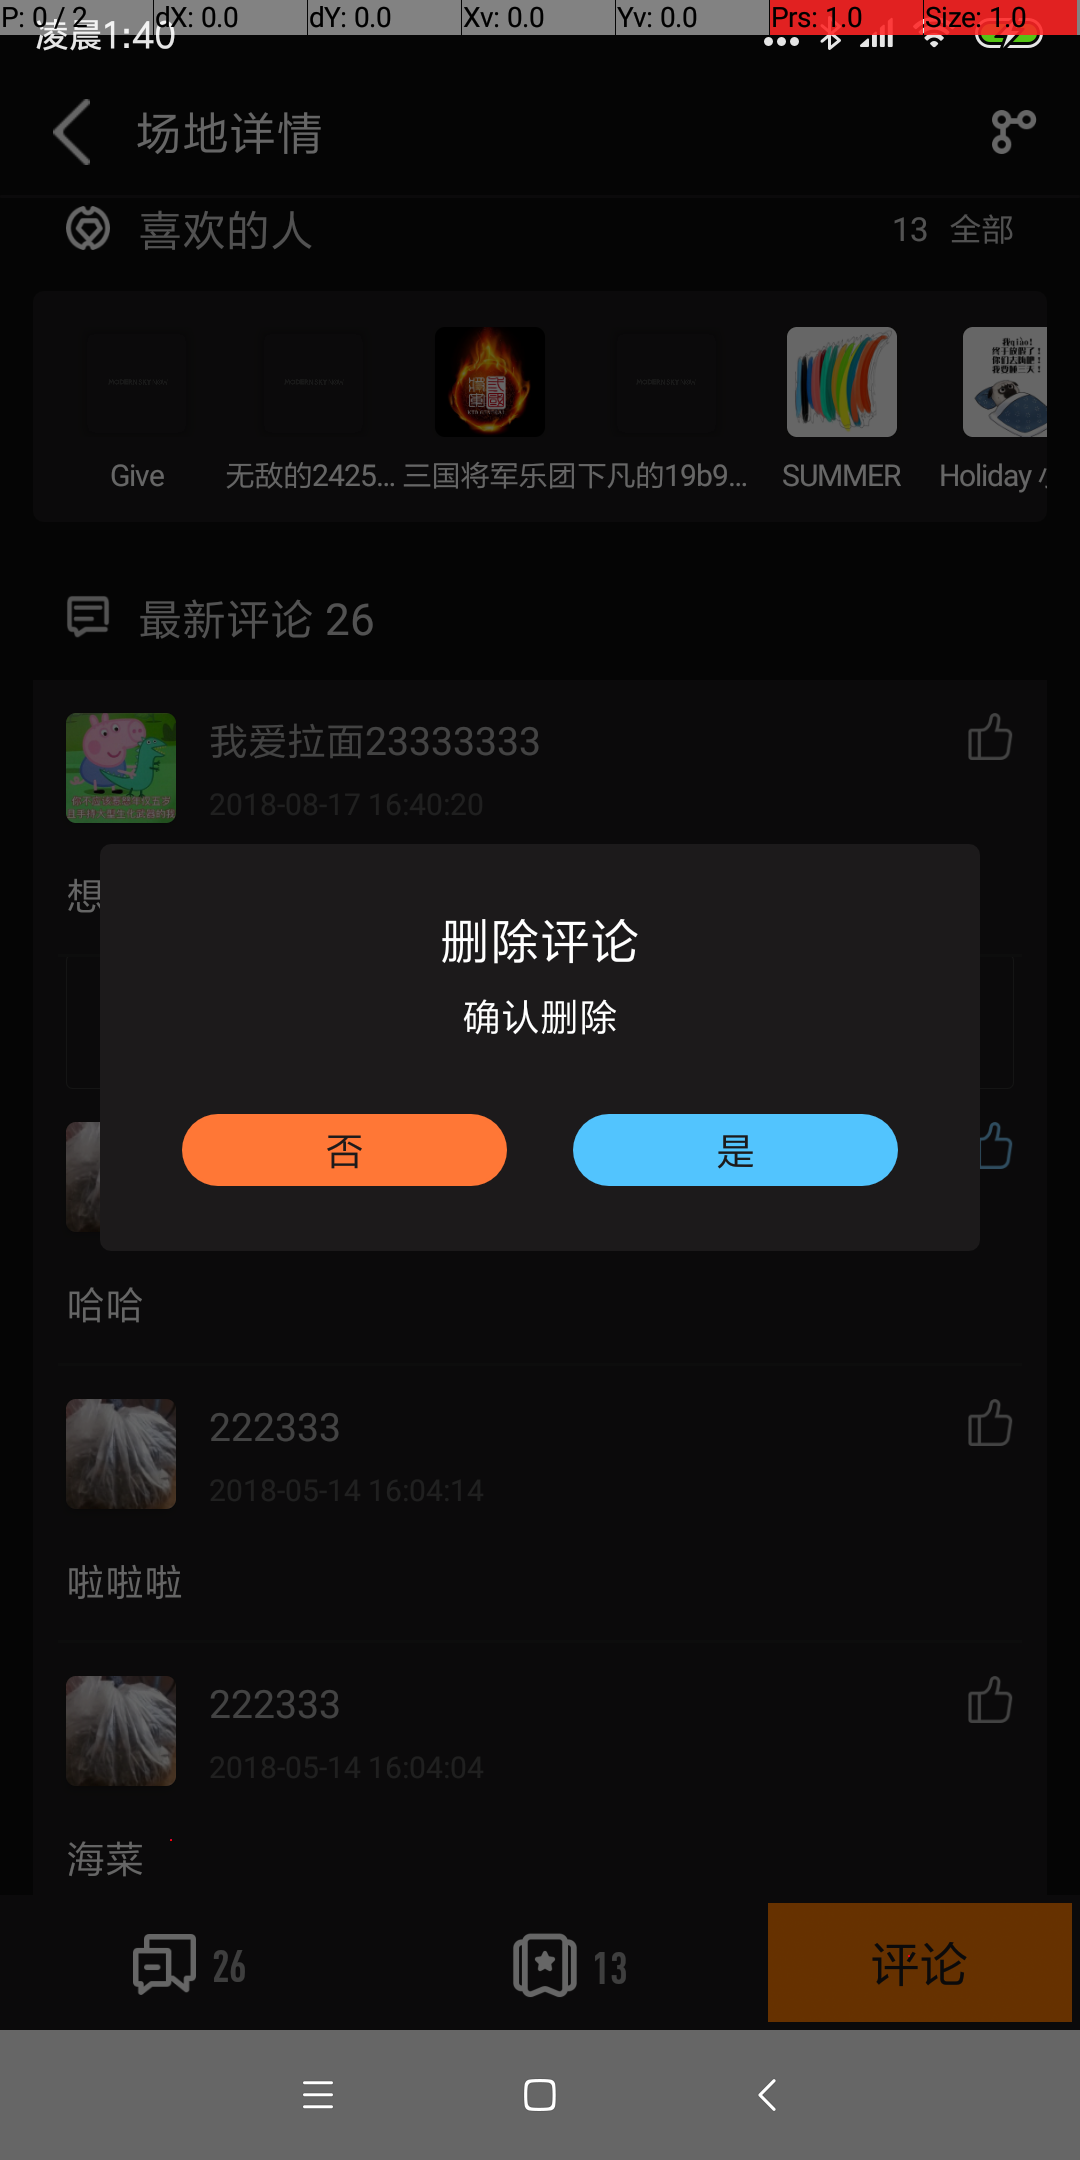 P: 0 / 2 dX: 0.0 dY: 0.0 Xv: 0.0 Yv: 0.0 Prs: 1.0 Size: 1.0
凌晨1:40
场地详情
喜欢的人 13 全部
Give 无敌的2425... 三国将军乐团 下凡的19b9... SUMMER Holiday
最新评论 26
我爱拉面23333333
2018-08-17 16:40:20
想
删除评论
确认删除
否 是
哈哈
222333
2018-05-14 16:04:14
啦啦啦
222333
2018-05-14 16:04:04
海菜
26 13 评论